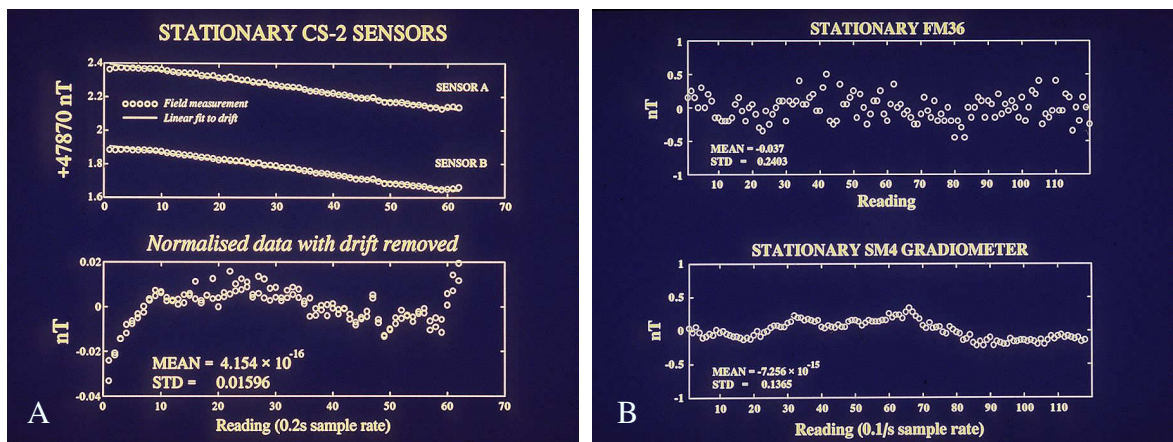 STATIONARY CS-2 SENSORS
+47870 nT
2.4
2.2
2
1.8
1.6
SENSOR A
Field measurement
Linear fit to drift
SENSOR B
0 10 20 30 40 50 60 70
Normalised data with drift removed
nT
0.02
0
-0.02
-0.04
MEAN = 4.154 × 10-16
STD = 0.01596
0 10 20 30 40 50 60 70
Reading (0.2s sample rate)
A
STATIONARY FM36
nT
1
0.5
0
-0.5
-1
MEAN = -0.037
STD = 0.2403
10 20 30 40 50 60 70 80 90 100 110
Reading
STATIONARY SM4 GRADIOMETER
nT
1
0.5
0
-0.5
-1
MEAN = -7.256 × 10-15
STD = 0.1365
10 20 30 40 50 60 70 80 90 100 110
Reading (0.1/s sample rate)
B